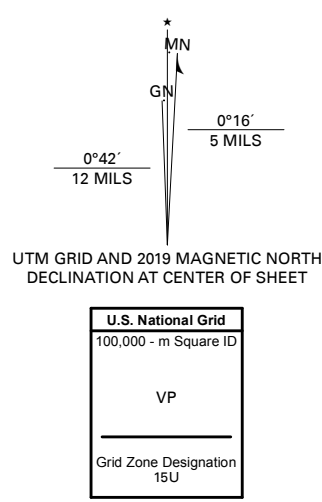 ★
MN
GN
0°16´
5 MILS
0°42´
12 MILS
UTM GRID AND 2019 MAGNETIC NORTH
DECLINATION AT CENTER OF SHEET
U.S. National Grid
100,000 - m Square ID
VP
Grid Zone Designation
15U